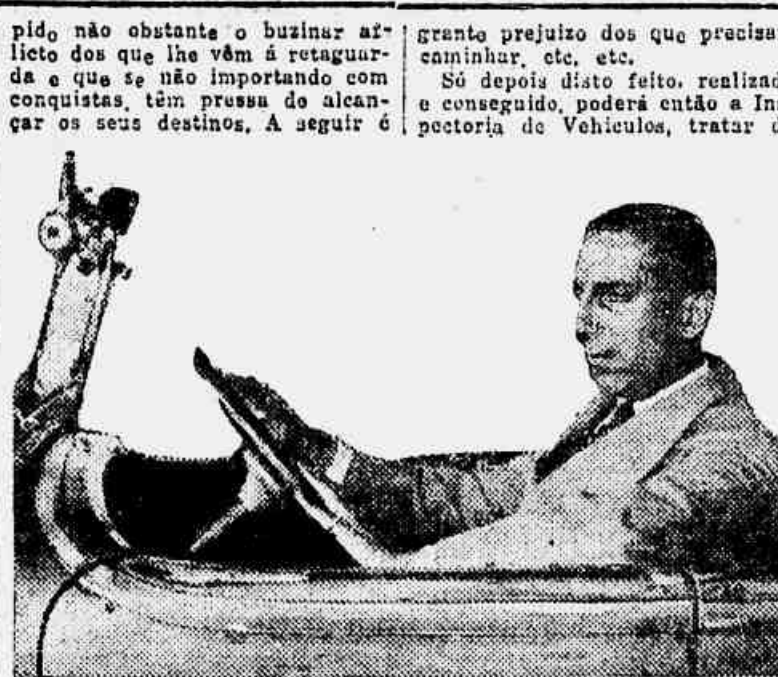 pido não obstante o buzinar af-
licto dos que lhe vêm á retaguar-
da e que se não importando com
conquistas, têm pressa de alcan-
çar os seus destinos. A seguir é
grante prejuizo dos que precisa
caminhar, etc, etc.
Só depois disto feito, realizad
e conseguido, poderá então a In
pectoria de Vehiculos, tratar d